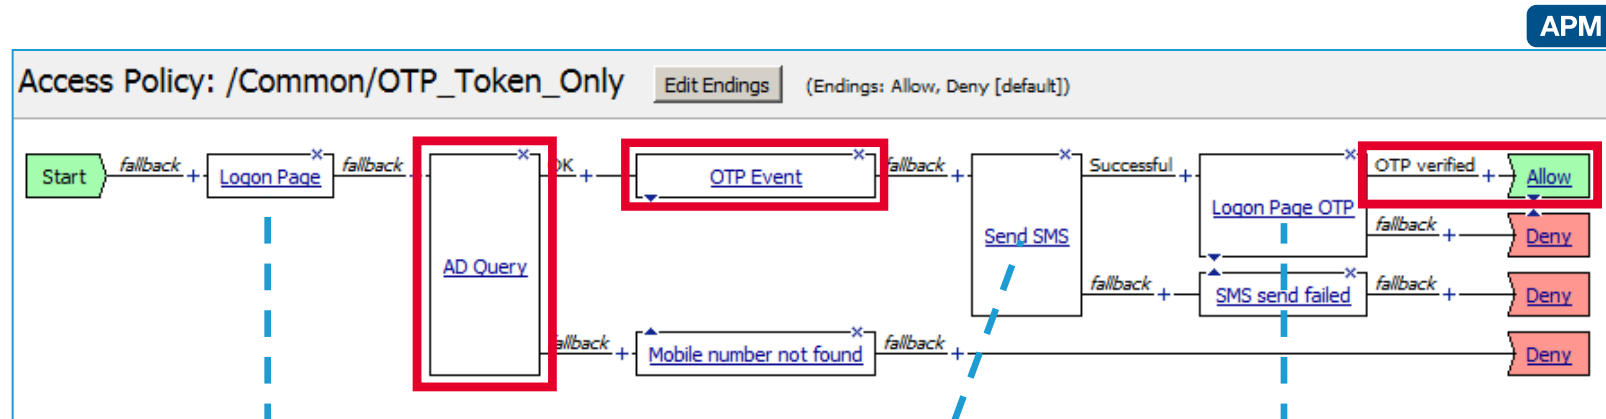 APM
Access Policy: /Common/OTP_Token_Only Edit Endings (Endings: Allow, Deny [default])
Start fallback + Logon Page fallback OK + OTP Event fallback + Successful + OTP verified + Allow
Logon Page OTP fallback + Deny
Send SMS
AD Query
fallback + SMS send failed fallback + Deny
fallback + Mobile number not found fallback + Deny